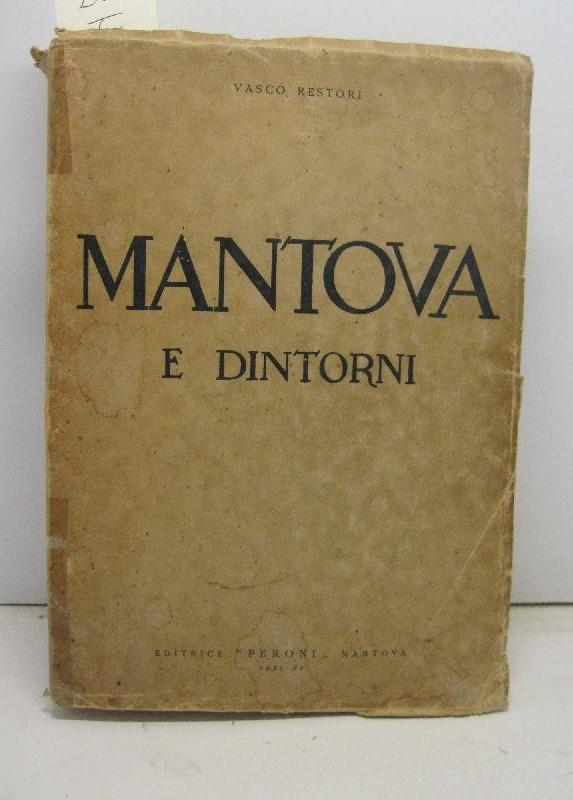 VASCO RESTORI
MANTOVA
E DINTORNI
EDITRICE "PERONI„ MANTOVA